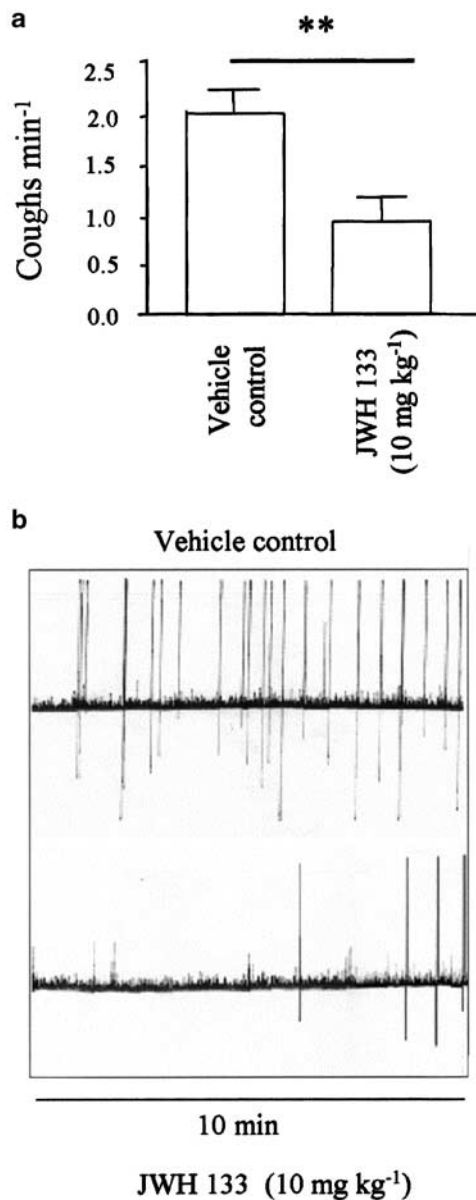 a
**
2.5
2.0
1.5
1.0
0.5
0.0
Coughs min⁻¹
Vehicle
control
JWH 133
(10 mg kg⁻¹)
b
Vehicle control
10 min
JWH 133 (10 mg kg⁻¹)